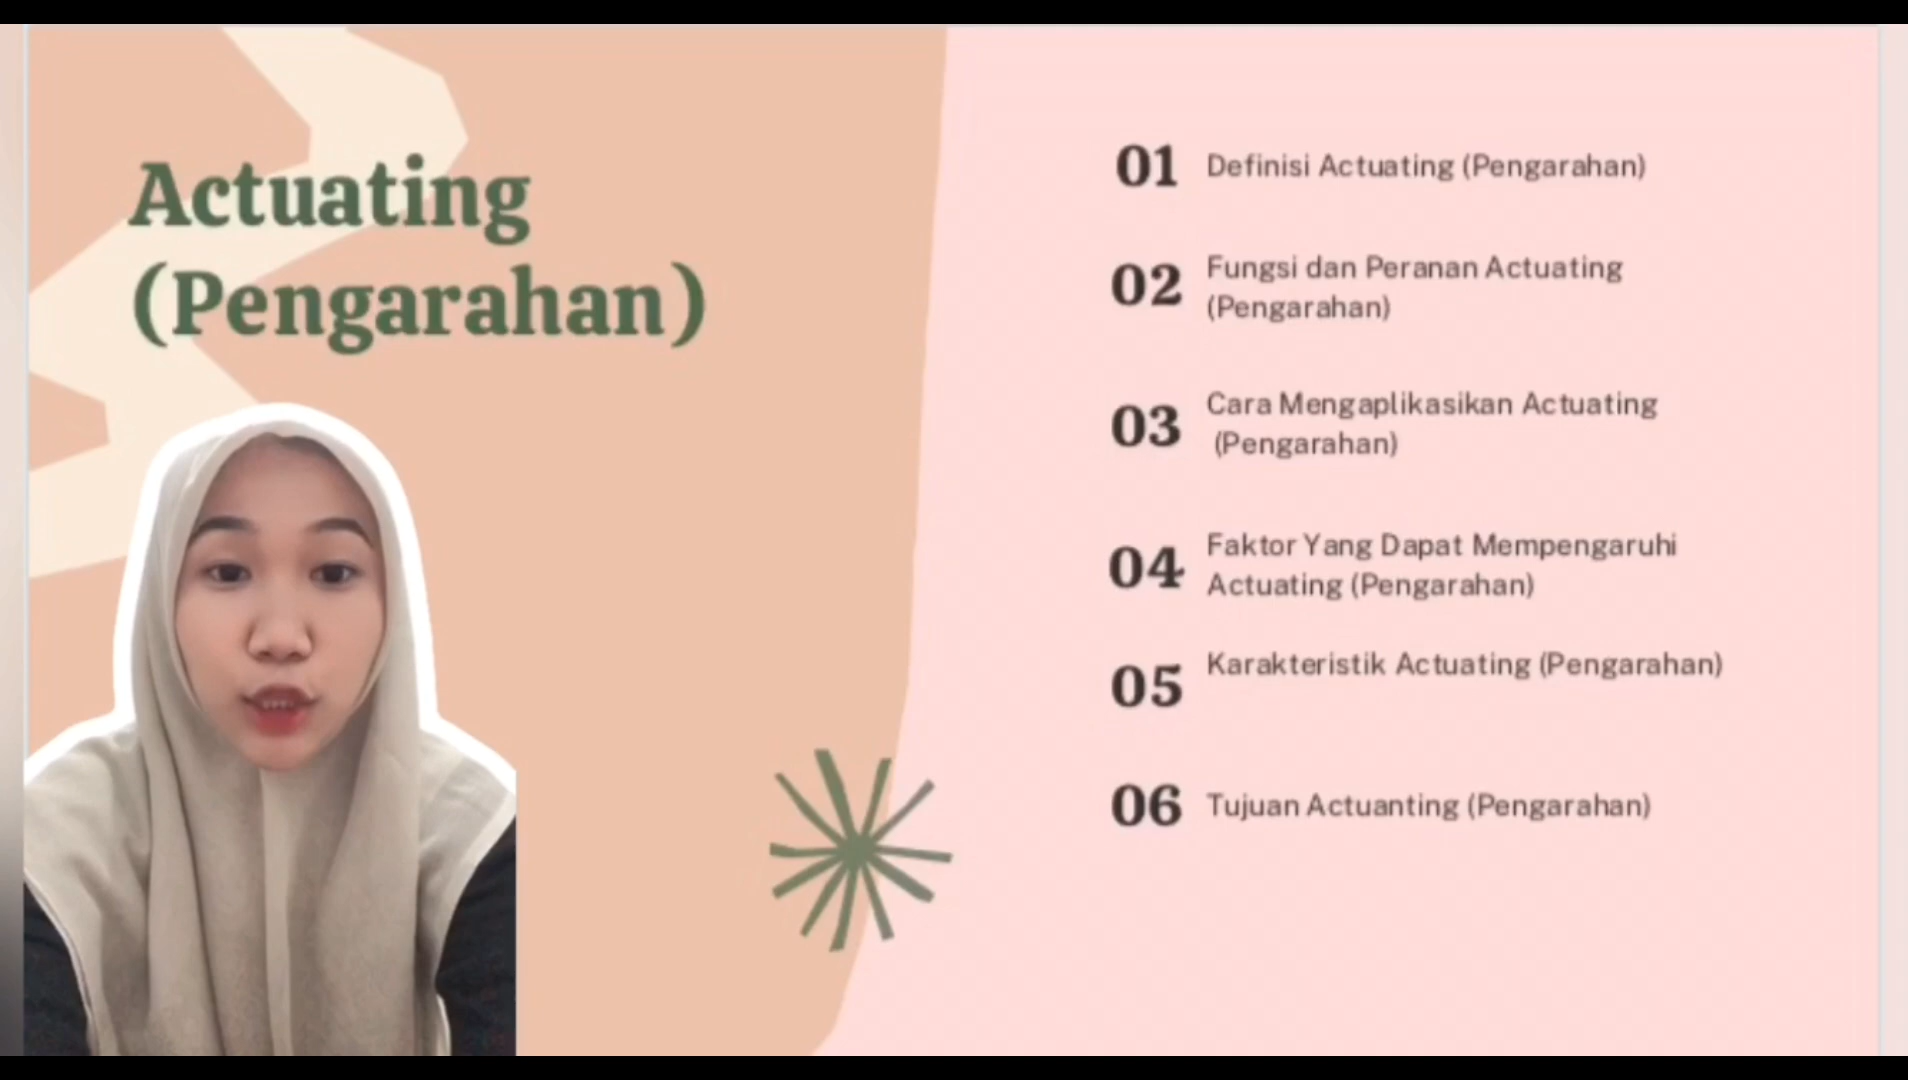 Actuating
(Pengarahan)
01 Definisi Actuating (Pengarahan)
02 Fungsi dan Peranan Actuating
(Pengarahan)
03 Cara Mengaplikasikan Actuating
(Pengarahan)
04 Faktor Yang Dapat Mempengaruhi
Actuating (Pengarahan)
05 Karakteristik Actuating (Pengarahan)
06 Tujuan Actuanting (Pengarahan)